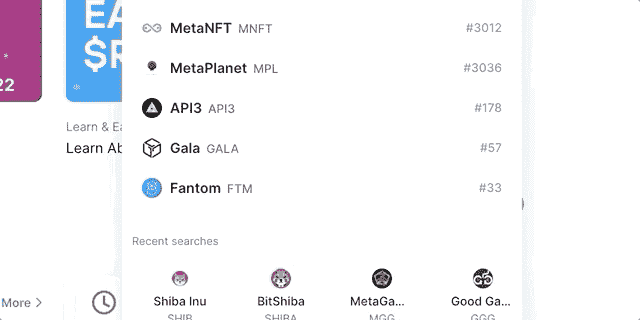 EA
$R
22
MetaNFT MNFT #3012
MetaPlanet MPL #3036
API3 API3 #178
Gala GALA #57
Fantom FTM #33
Learn & Ea
Learn Ab
Recent searches
Shiba Inu BitShiba MetaGa... Good Ga...
SHIB SHIBA MGG GGG
More >